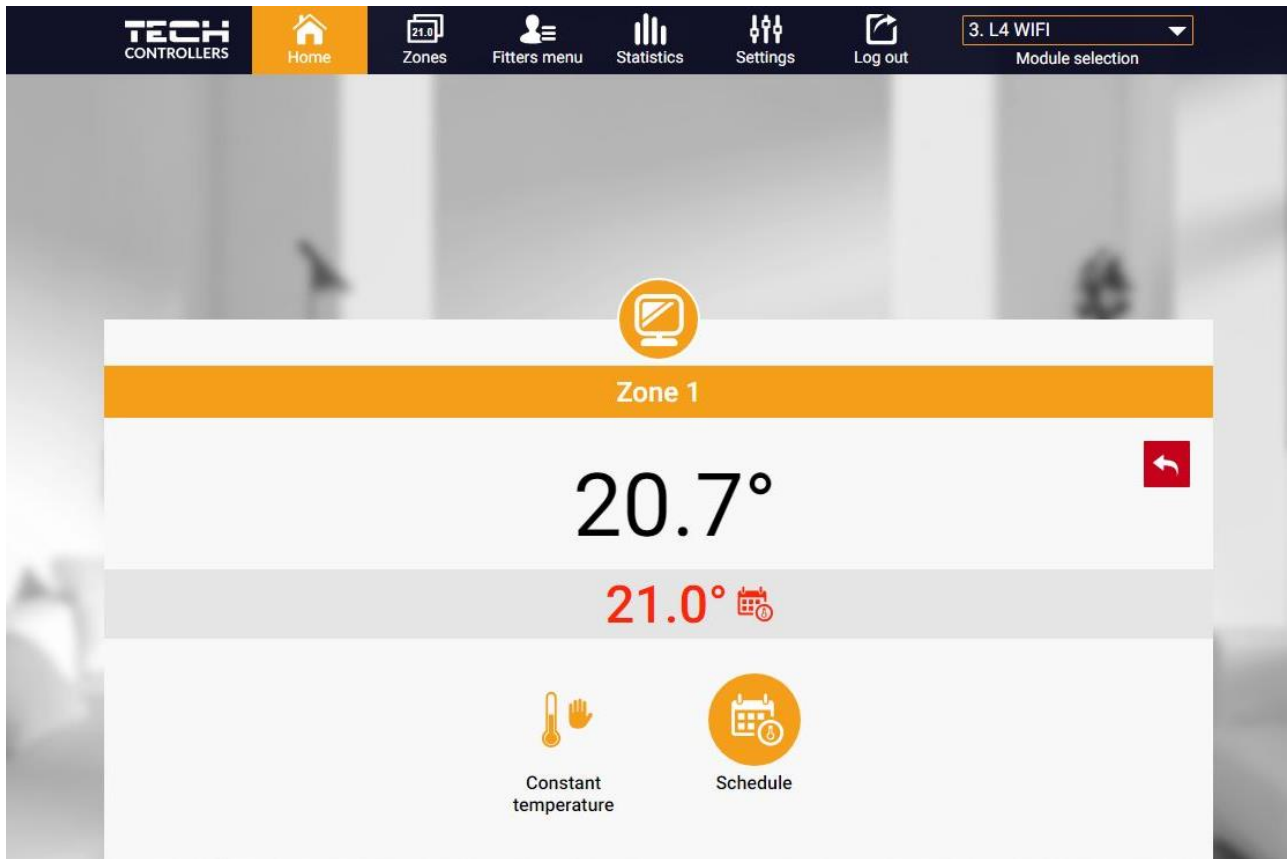 TECH
CONTROLLERS
Home
21.0
Zones
Fitters menu
Statistics
Settings
Log out
3. L4 WIFI
Module selection
Zone 1
20.7°
21.0°
Constant
temperature
Schedule